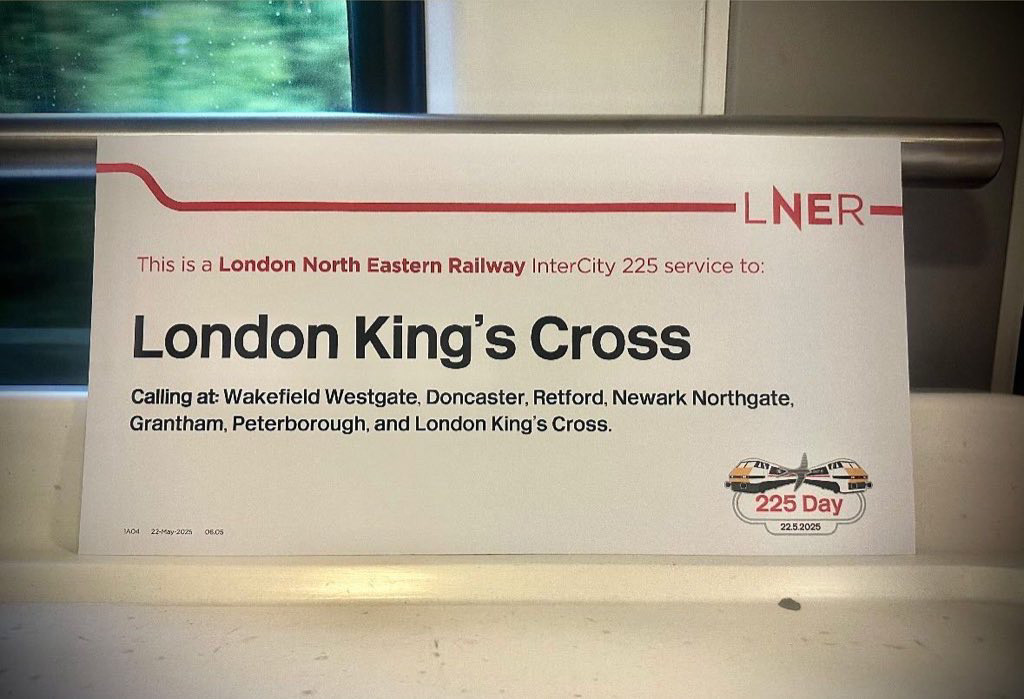 LNER
This is a London North Eastern Railway InterCity 225 service to:
London King's Cross
Calling at: Wakefield Westgate, Doncaster, Retford, Newark Northgate,
Grantham, Peterborough, and London King's Cross.
225 Day
22.5.2025
1A04 22-May-2025 06:05